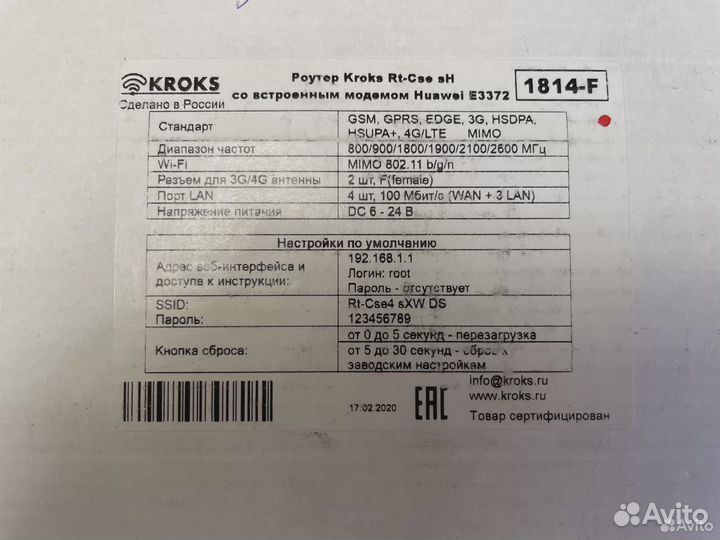 KROKS
Сделано в России
Роутер Kroks Rt-Cse sH
со встроенным модемом Huawei E3372
1814-F
Стандарт
GSM, GPRS, EDGE, 3G, HSDPA,
HSUPA+, 4G/LTE MIMO
Диапазон частот
800/900/1800/1900/2100/2600 МГц
Wi-Fi
MIMO 802.11 b/g/n
Разъем для 3G/4G антенны
2 шт, F(female)
Порт LAN
4 шт, 100 Мбит/с (WAN + 3 LAN)
Напряжение питания
DC 6 - 24 В
Настройки по умолчанию
Адрес веб-интерфейса и
доступа к инструкции:
192.168.1.1
Логин: root
Пароль - отсутствует
SSID:
Rt-Cse4 sXW DS
Пароль:
123456789
Кнопка сброса:
от 0 до 5 секунд - перезагрузка
от 5 до 30 секунд - сброс к
заводским настройкам
17.02.2020
EAC
info@kroks.ru
www.kroks.ru
Товар сертифицирован
Avito
Avito